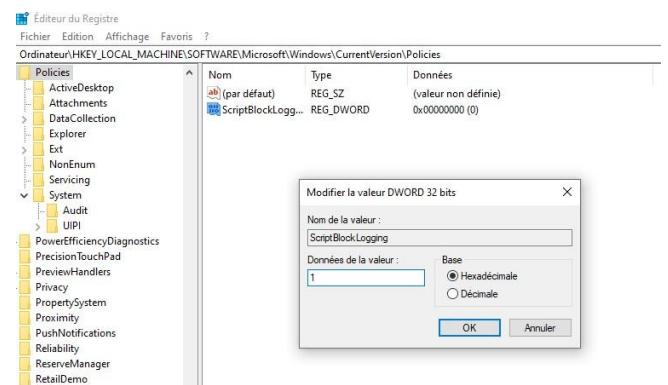 Éditeur du Registre
Fichier Edition Affichage Favoris ?
Ordinateur\HKEY_LOCAL_MACHINE\SOFTWARE\Microsoft\Windows\CurrentVersion\Policies
Policies
ActiveDesktop
Attachments
DataCollection
Explorer
Ext
NonEnum
Servicing
System
Audit
UIPI
PowerEfficiencyDiagnostics
PrecisionTouchPad
PreviewHandlers
Privacy
PropertySystem
Proximity
PushNotifications
Reliability
ReserveManager
RetailDemo
Nom Type Données
ab (par défaut) REG_SZ (valeur non définie)
ScriptBlockLogg... REG_DWORD 0x00000000 (0)
Modifier la valeur DWORD 32 bits
Nom de la valeur :
ScriptBlockLogging
Données de la valeur :
1
Base
Hexadécimale
Décimale
OK Annuler